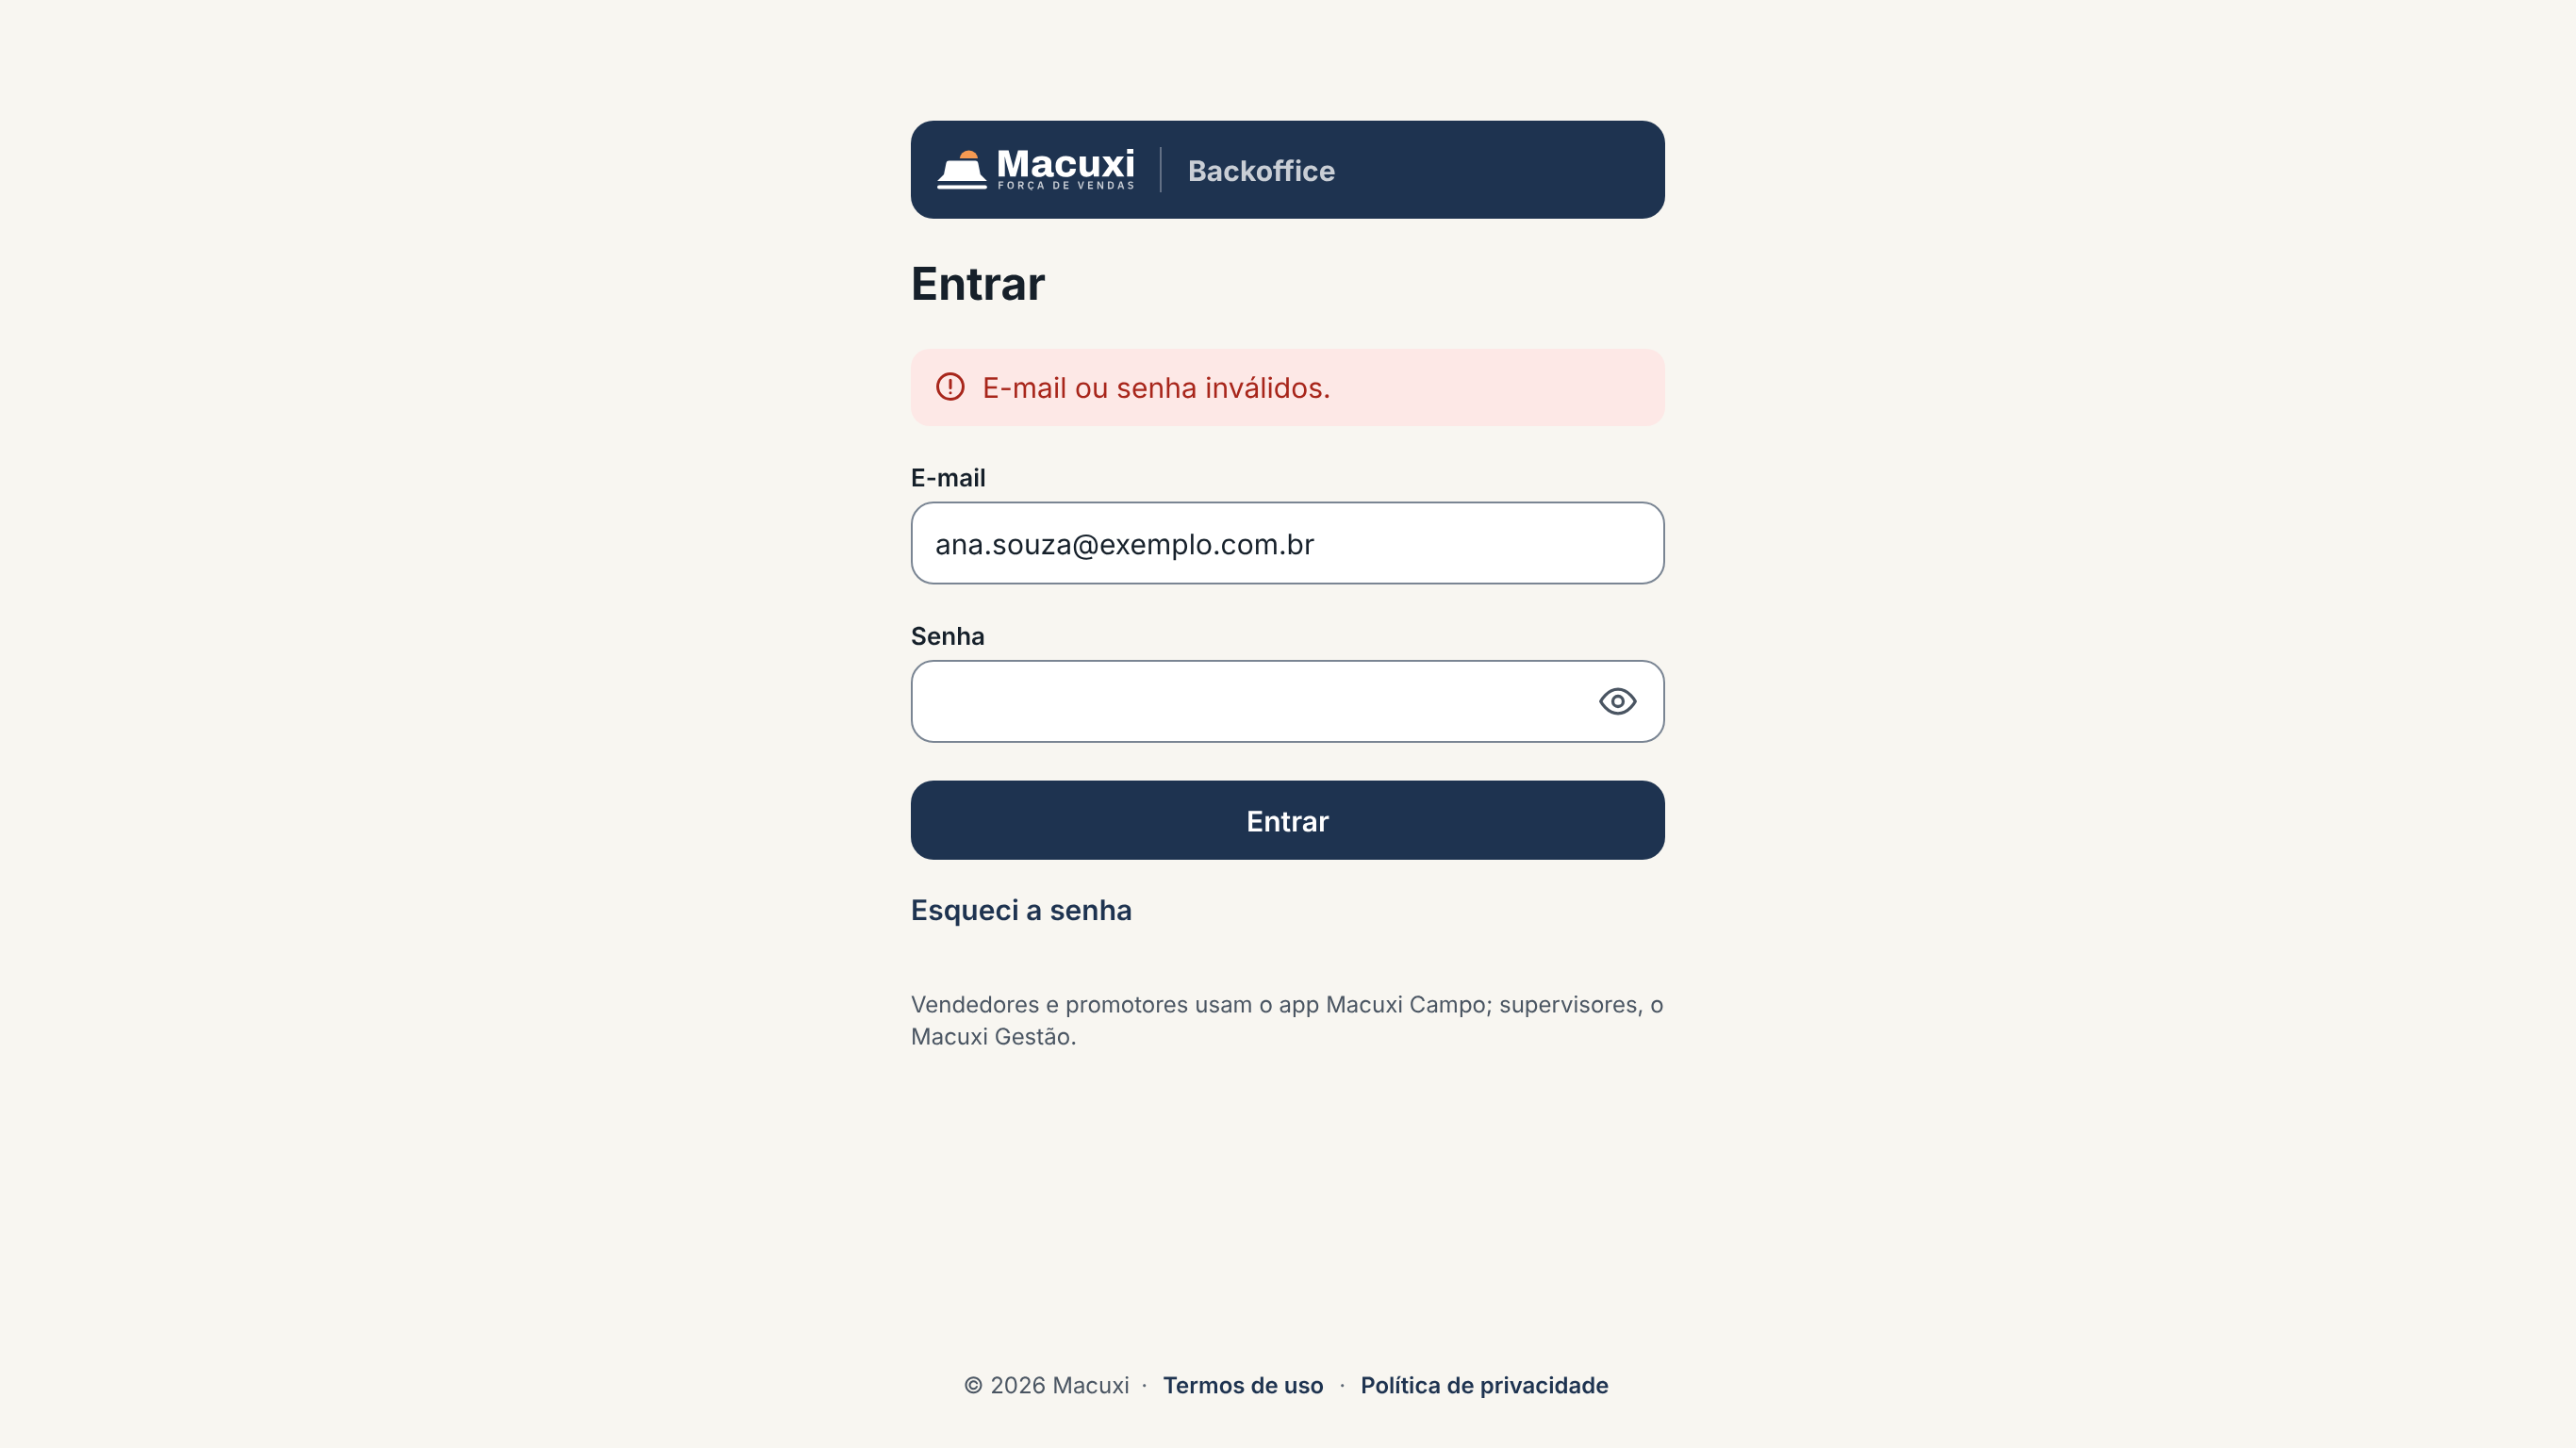 Macuxi
FORÇA DE VENDAS
Backoffice
Entrar
E-mail ou senha inválidos.
E-mail
ana.souza@exemplo.com.br
Senha
Entrar
Esqueci a senha
Vendedores e promotores usam o app Macuxi Campo; supervisores, o
Macuxi Gestão.
© 2026 Macuxi · Termos de uso · Política de privacidade